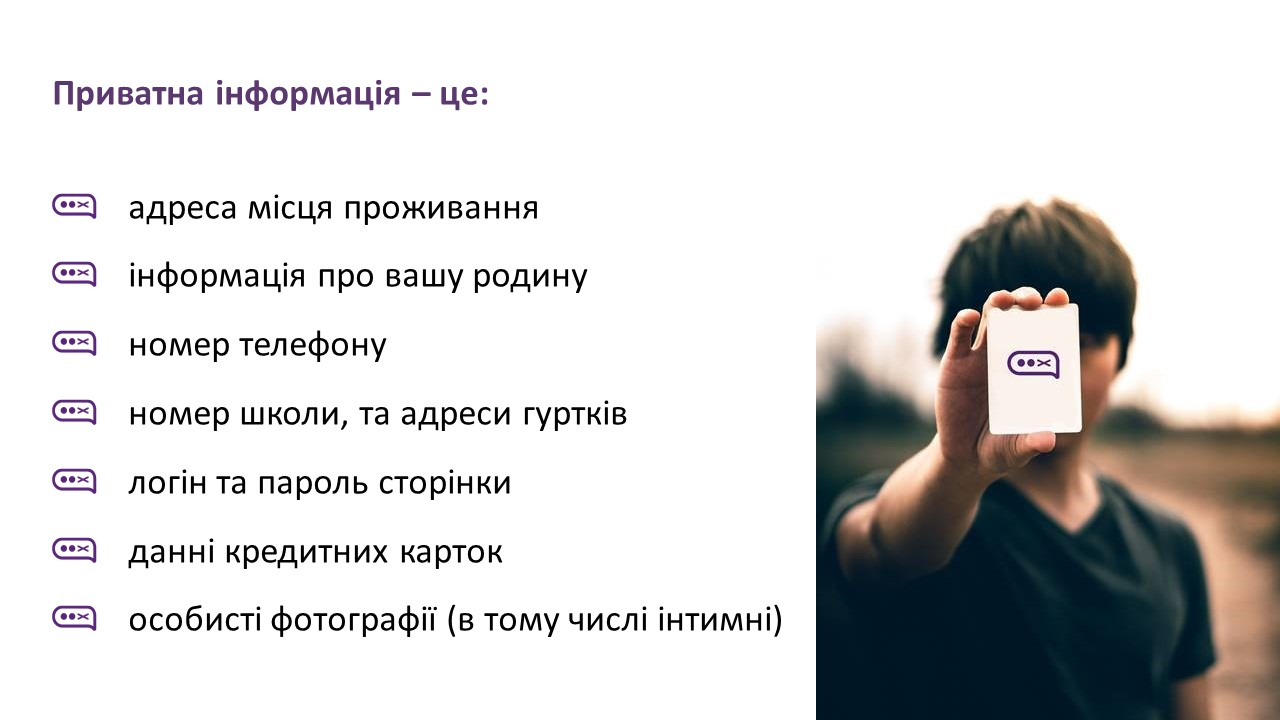 Приватна інформація – це:
адреса місця проживання
інформація про вашу родину
номер телефону
номер школи, та адреси гуртків
логін та пароль сторінки
данні кредитних карток
особисті фотографії (в тому числі інтимні)